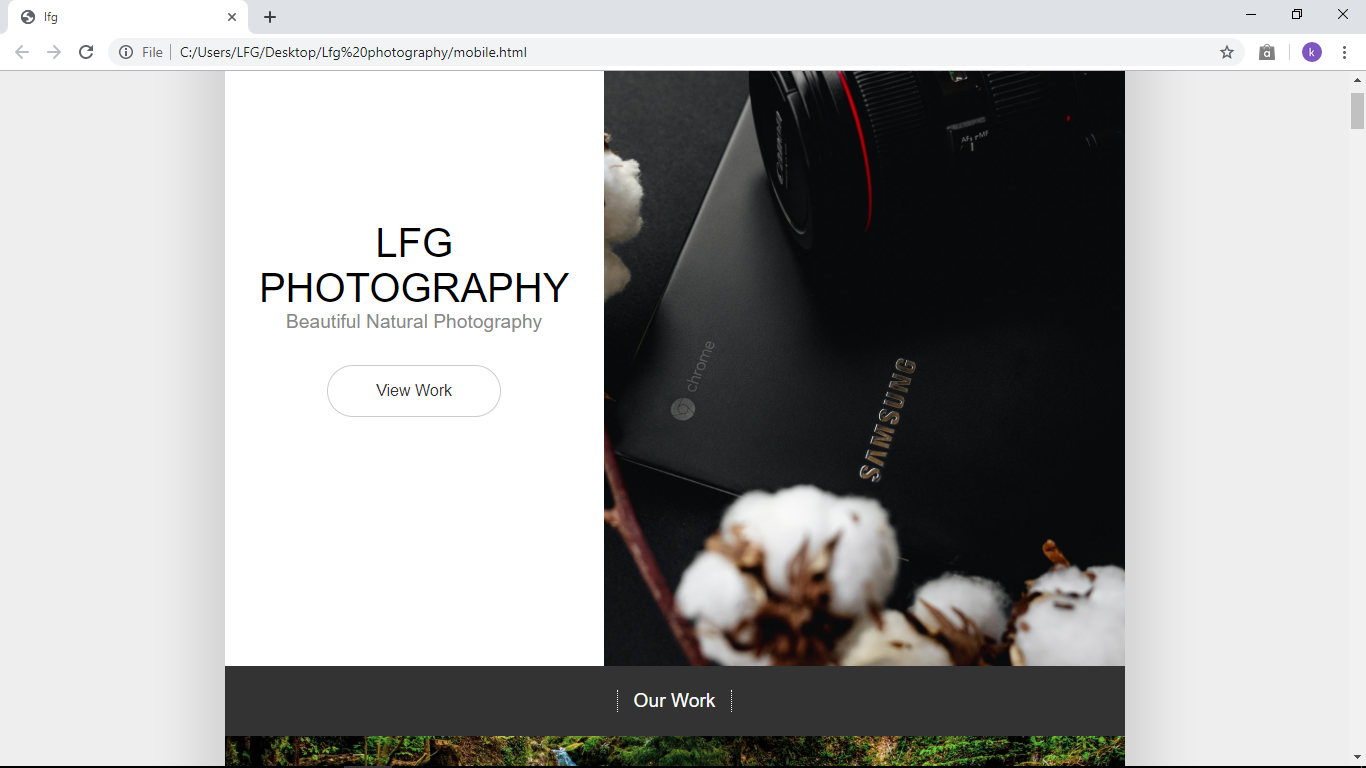 lfg
File
C:/Users/LFG/Desktop/Lfg%20photography/mobile.html
a
k
LFG
PHOTOGRAPHY
Beautiful Natural Photography
View Work
chrome
SAMSUNG
Our Work